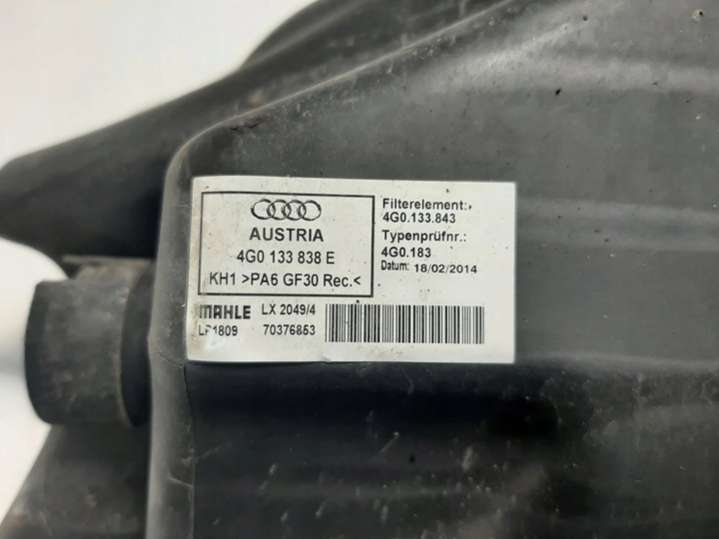 AUSTRIA
4G0 133 838 E
KH1 >PA6 GF30 Rec.<
Filterelement:
4G0.133.843
Typenprüfnr.:
4G0.183
Datum: 18/02/2014
MAHLE LX 2049/4
70376853